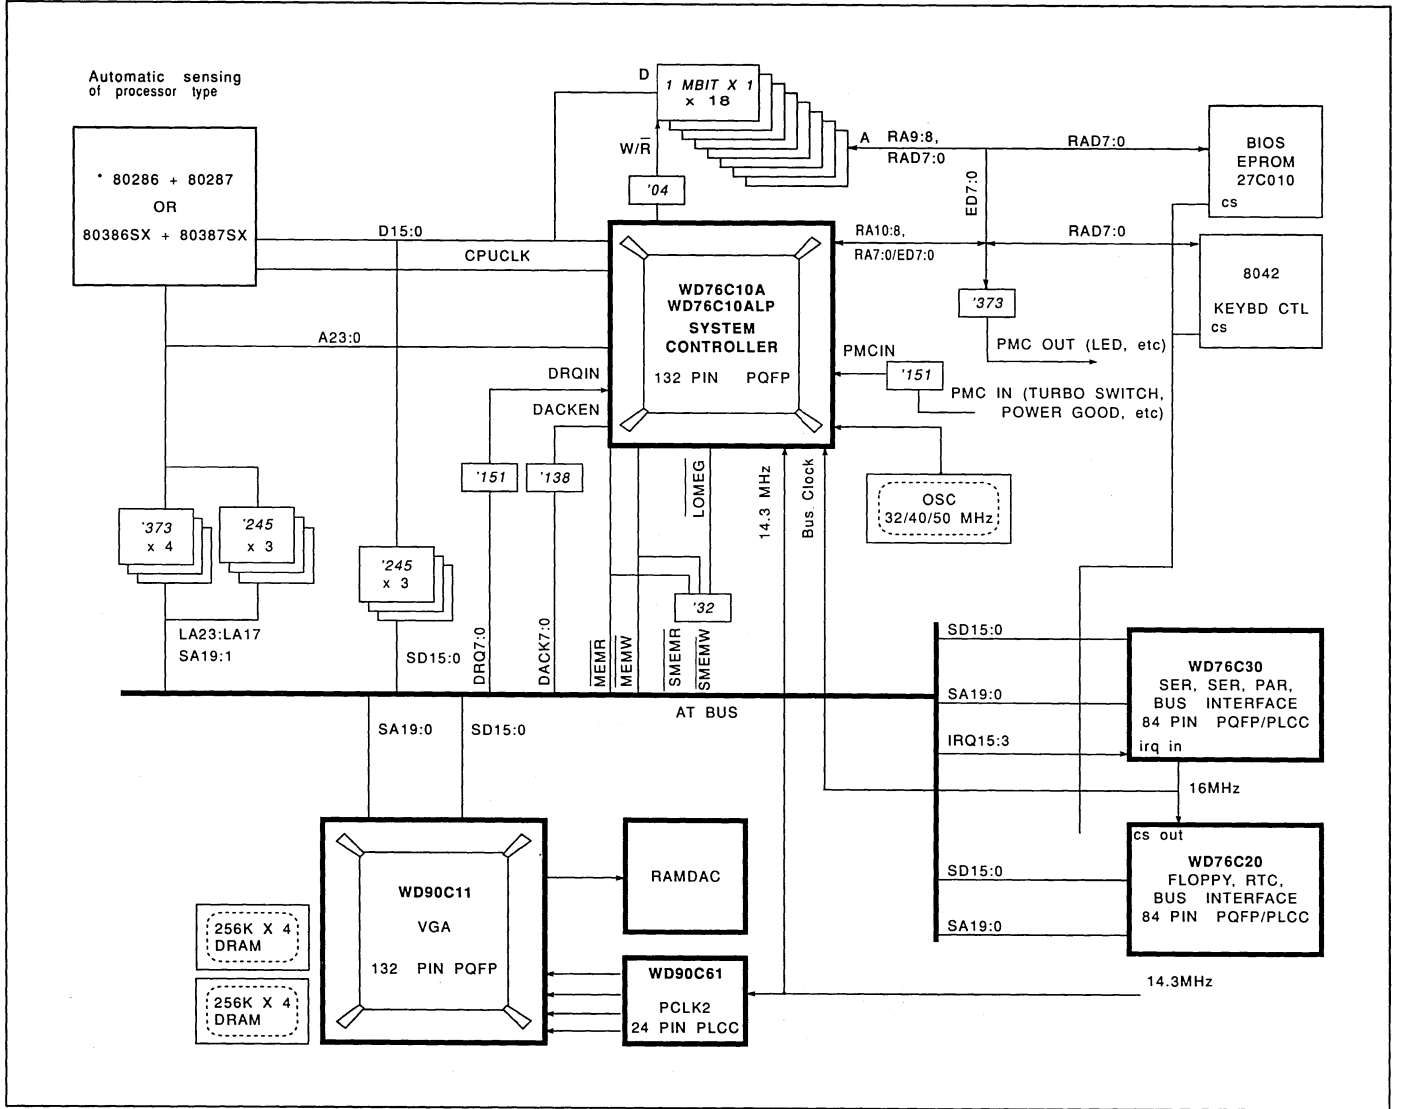 Automatic sensing
of processor type
* 80286 + 80287
OR
80386SX + 80387SX
D
1 MBIT X 1
x 18
W/R̅
'04
A
RA9:8,
RAD7:0
RAD7:0
ED7:0
BIOS
EPROM
27C010
cs
D15:0
CPUCLK
RA10:8,
RA7:0/ED7:0
RAD7:0
8042
KEYBD CTL
cs
'373
PMC OUT (LED, etc)
WD76C10A
WD76C10ALP
SYSTEM
CONTROLLER
132 PIN PQFP
A23:0
DRQIN
DACKEN
PMCIN
'151
PMC IN (TURBO SWITCH,
POWER GOOD, etc)
'151
'138
LOMEG
14.3 MHz
Bus Clock
OSC
32/40/50 MHz
'373
x 4
'245
x 3
'245
x 3
'32
LA23:LA17
SA19:1
SD15:0
DRQ7:0
DACK7:0
MEMR
MEMW
SMEMR
SMEMW
AT BUS
SD15:0
SA19:0
IRQ15:3
WD76C30
SER, SER, PAR,
BUS INTERFACE
84 PIN PQFP/PLCC
irq in
16MHz
SA19:0
SD15:0
cs out
WD76C20
FLOPPY, RTC,
BUS INTERFACE
84 PIN PQFP/PLCC
SD15:0
SA19:0
14.3MHz
WD90C11
VGA
132 PIN PQFP
RAMDAC
256K X 4
DRAM
256K X 4
DRAM
WD90C61
PCLK2
24 PIN PLCC